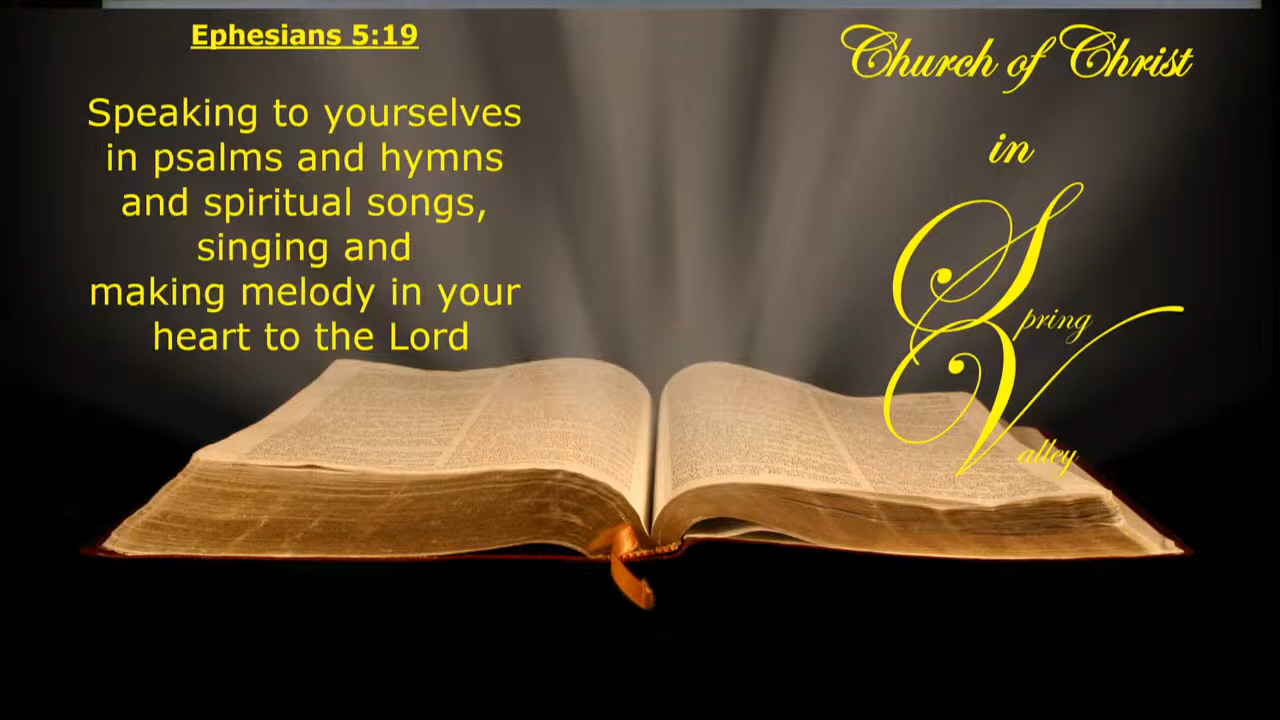 Ephesians 5:19
Speaking to yourselves
in psalms and hymns
and spiritual songs,
singing and
making melody in your
heart to the Lord
Church of Christ
in
Spring
Valley